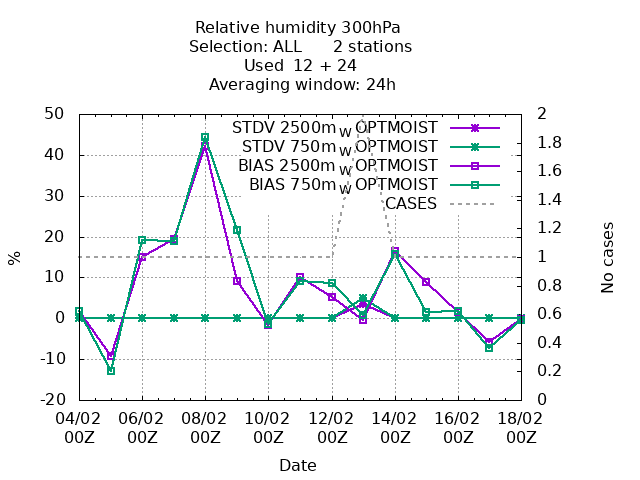 Relative humidity 300hPa
Selection: ALL 2 stations
Used 12 + 24
Averaging window: 24h
50
40
30
20
10
0
-10
-20
%
2
1.8
1.6
1.4
1.2
1
0.8
0.6
0.4
0.2
0
No cases
STDV 2500m W OPTMOIST
STDV 750m W OPTMOIST
BIAS 2500m W OPTMOIST
BIAS 750m W OPTMOIST
CASES
04/02 06/02 08/02 10/02 12/02 14/02 16/02 18/02
00Z 00Z 00Z 00Z 00Z 00Z 00Z 00Z
Date